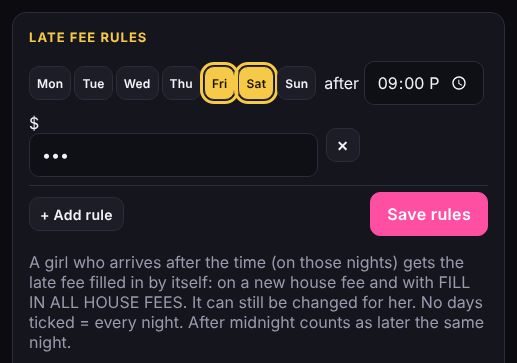 LATE FEE RULES
Mon Tue Wed Thu Fri Sat Sun after 09:00 P
$
•••
×
+ Add rule
Save rules
A girl who arrives after the time (on those nights) gets the
late fee filled in by itself: on a new house fee and with FILL
IN ALL HOUSE FEES. It can still be changed for her. No days
ticked = every night. After midnight counts as later the same
night.